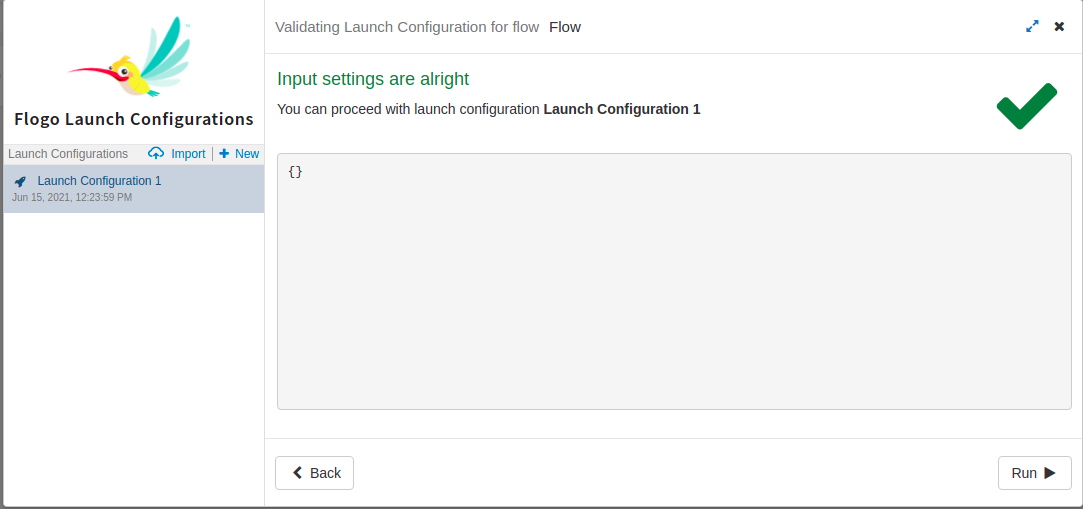 Flogo Launch Configurations
Launch Configurations Import | New
Launch Configuration 1
Jun 15, 2021, 12:23:59 PM
Validating Launch Configuration for flow Flow
Input settings are alright
You can proceed with launch configuration Launch Configuration 1
{}
Back
Run